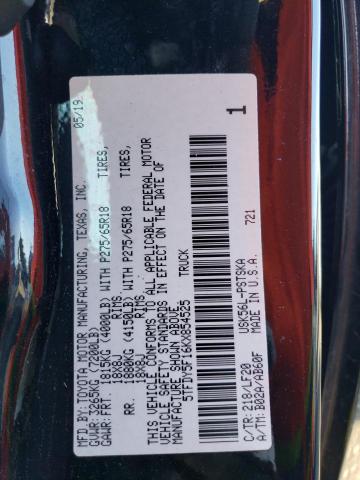 MFD.BY: TOYOTA MOTOR MANUFACTURING, TEXAS, INC. 05/19
GVWR: 3265KG (7200LB)
GAWR: FRT. 1815KG (4000LB) WITH P275/65R18 TIRES,
18X8J RIMS
RR. 1880KG (4150LB) WITH P275/65R18 TIRES,
18X8J RIMS
THIS VEHICLE CONFORMS TO ALL APPLICABLE FEDERAL MOTOR
VEHICLE SAFETY STANDARDS IN EFFECT ON THE DATE OF
MANUFACTURE SHOWN ABOVE.
5TFDY5F16KX854525 TRUCK
1
C/TR: 218/LF20 USK56L-PSTSKA
A/TM: B02A/AB60F MADE IN U.S.A. 721